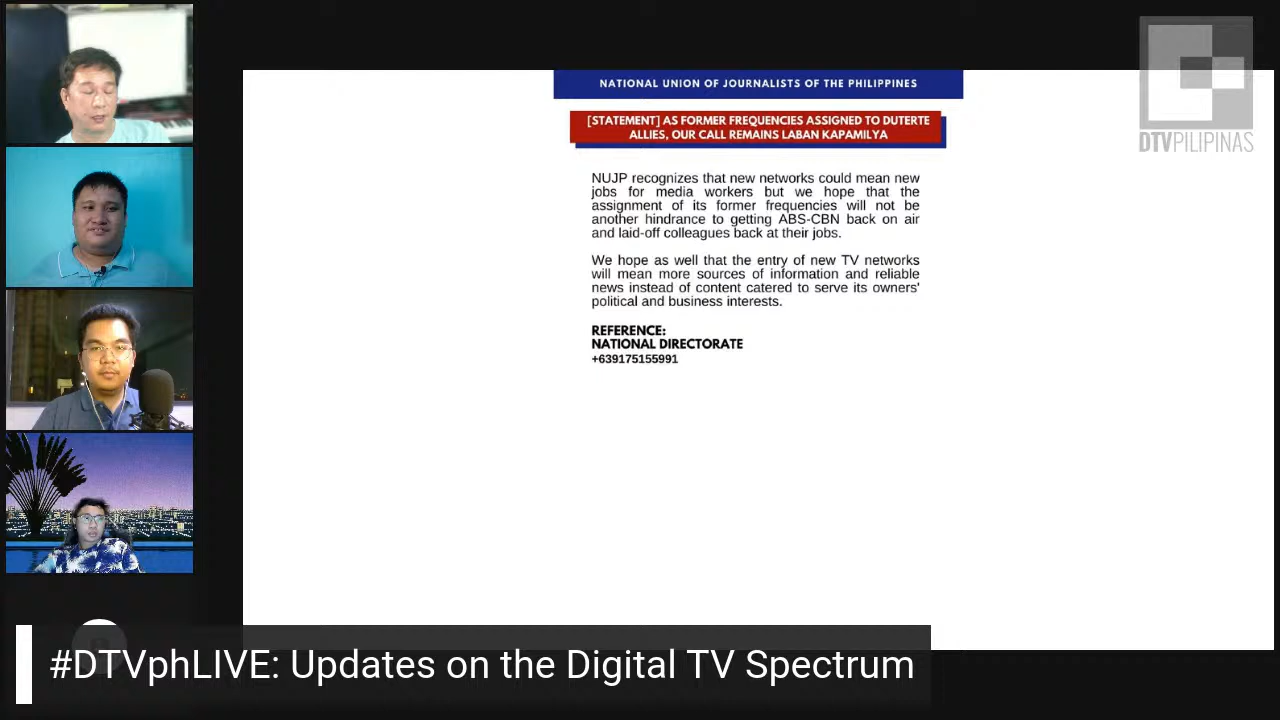 DTVPILIPINAS
NATIONAL UNION OF JOURNALISTS OF THE PHILIPPINES
[STATEMENT] AS FORMER FREQUENCIES ASSIGNED TO DUTERTE
ALLIES, OUR CALL REMAINS LABAN KAPAMILYA
NUJP recognizes that new networks could mean new
jobs for media workers but we hope that the
assignment of its former frequencies will not be
another hindrance to getting ABS-CBN back on air
and laid-off colleagues back at their jobs.
We hope as well that the entry of new TV networks
will mean more sources of information and reliable
news instead of content catered to serve its owners'
political and business interests.
REFERENCE:
NATIONAL DIRECTORATE
+639175155991
#DTVphLIVE: Updates on the Digital TV Spectrum